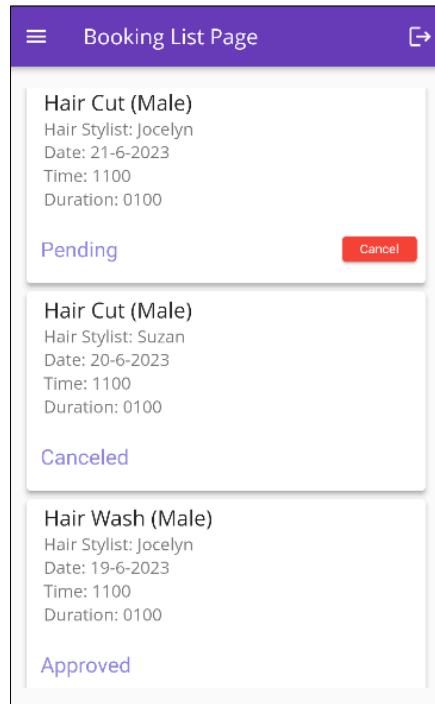 Booking List Page
Hair Cut (Male)
Hair Stylist: Jocelyn
Date: 21-6-2023
Time: 1100
Duration: 0100
Pending
Cancel
Hair Cut (Male)
Hair Stylist: Suzan
Date: 20-6-2023
Time: 1100
Duration: 0100
Canceled
Hair Wash (Male)
Hair Stylist: Jocelyn
Date: 19-6-2023
Time: 1100
Duration: 0100
Approved